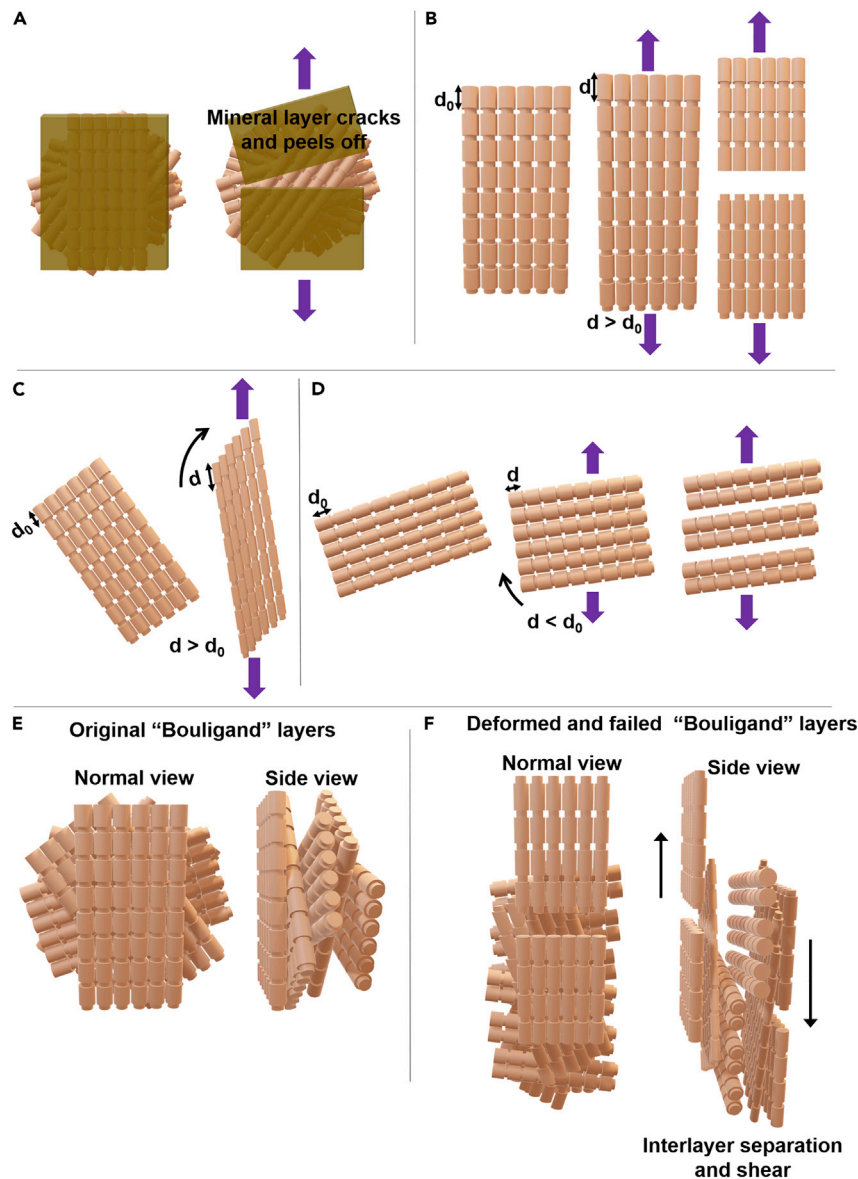 A
Mineral layer cracks
and peels off
B
d₀
d
d > d₀
C
d₀
d
d > d₀
D
d₀
d
d < d₀
E
Original “Bouligand” layers
Normal view
Side view
F
Deformed and failed “Bouligand” layers
Normal view
Side view
Interlayer separation
and shear